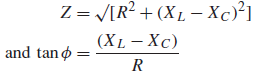 Z = √[R² + (X_L − X_C)²]
and tan ϕ = (X_L − X_C) / R